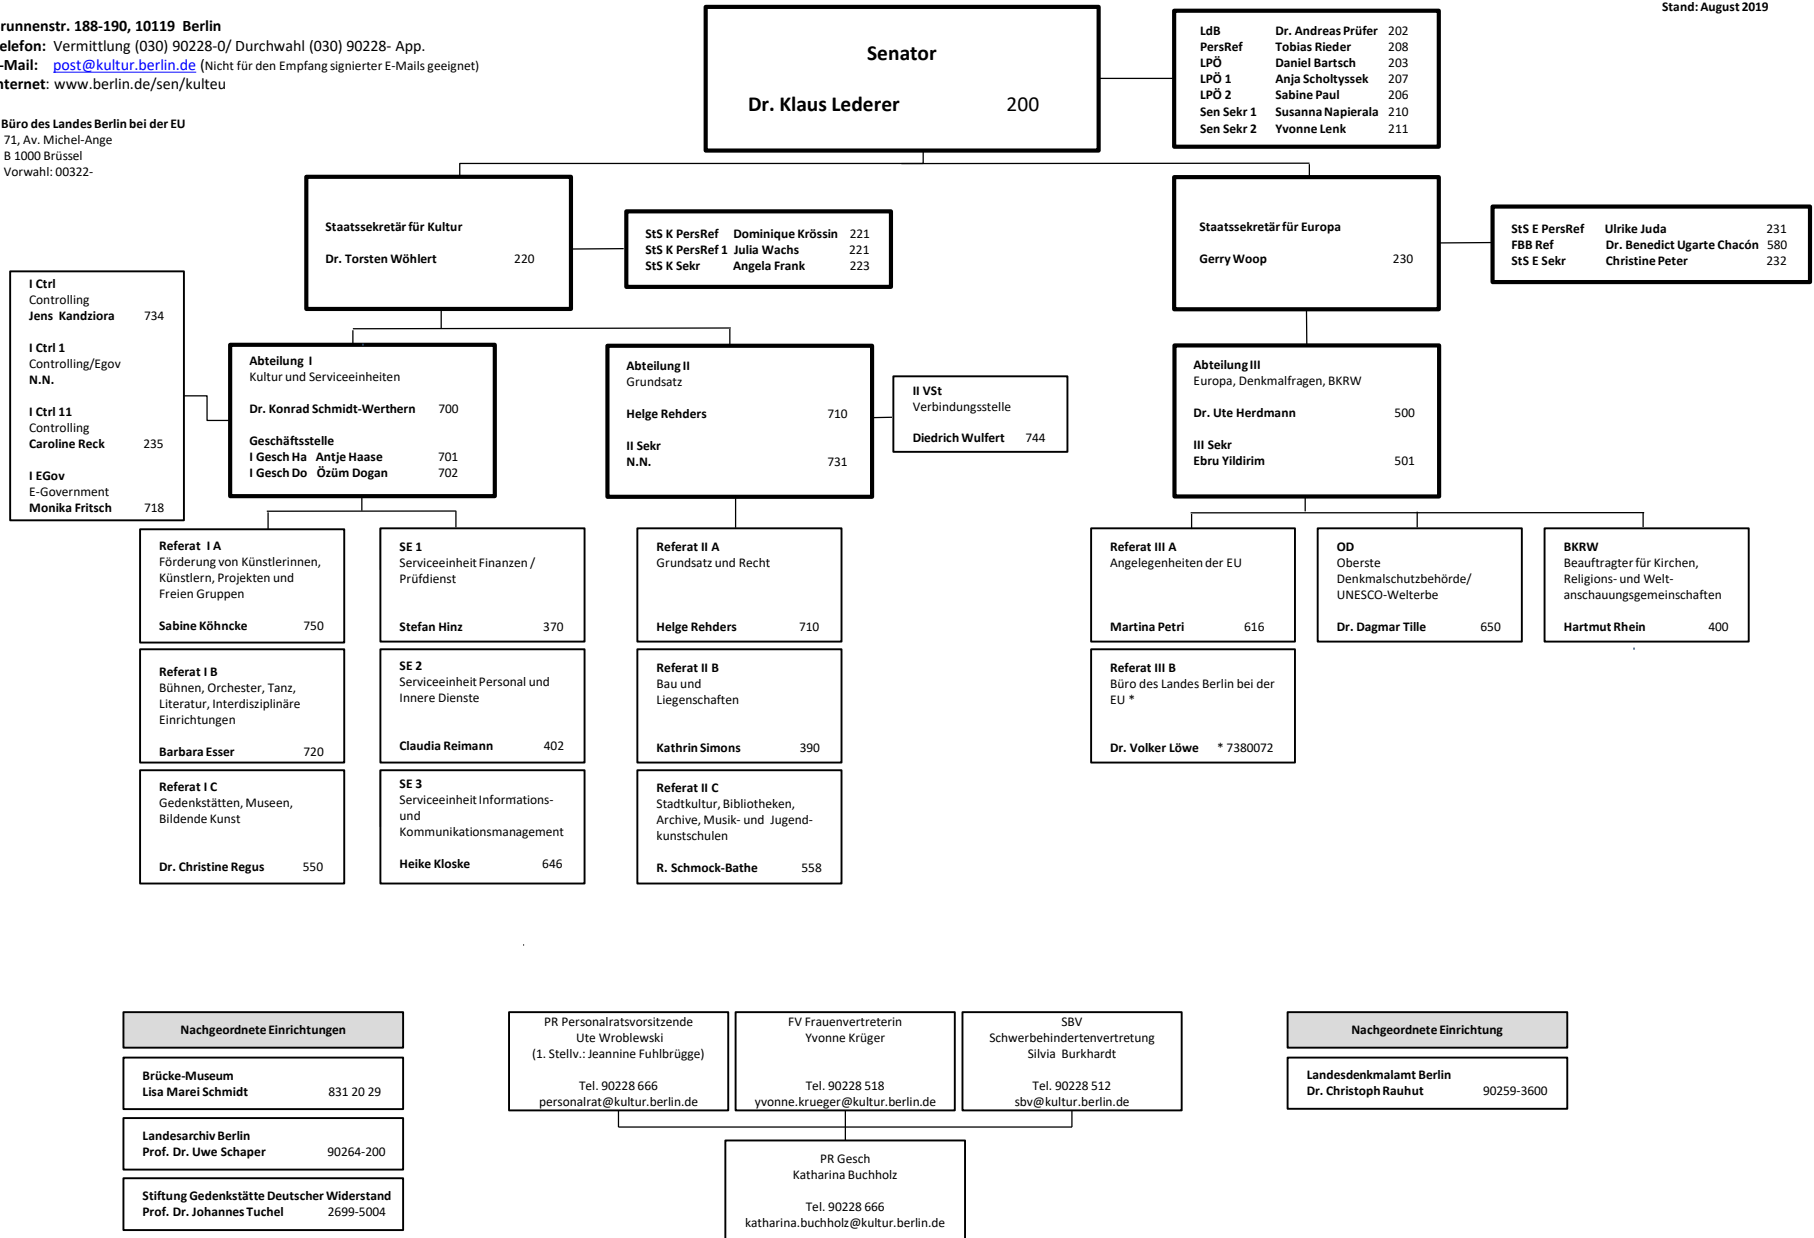 Stand: August 2019
runnenstr. 188-190, 10119 Berlin
elefon: Vermittlung (030) 90228-0/ Durchwahl (030) 90228- App.
-Mail: post@kultur.berlin.de (Nicht für den Empfang signierter E-Mails geeignet)
nternet: www.berlin.de/sen/kulteu
Büro des Landes Berlin bei der EU
71, Av. Michel-Ange
B 1000 Brüssel
Vorwahl: 00322-
Senator
Dr. Klaus Lederer 200
LdB Dr. Andreas Prüfer 202
PersRef Tobias Rieder 208
LPÖ Daniel Bartsch 203
LPÖ 1 Anja Scholtyssek 207
LPÖ 2 Sabine Paul 206
Sen Sekr 1 Susanna Napierala 210
Sen Sekr 2 Yvonne Lenk 211
Staatssekretär für Kultur
Dr. Torsten Wöhlert 220
StS K PersRef Dominique Krössin 221
StS K PersRef 1 Julia Wachs 221
StS K Sekr Angela Frank 223
Staatssekretär für Europa
Gerry Woop 230
StS E PersRef Ulrike Juda 231
FBB Ref Dr. Benedict Ugarte Chacón 580
StS E Sekr Christine Peter 232
I Ctrl
Controlling
Jens Kandziora 734
I Ctrl 1
Controlling/Egov
N.N.
I Ctrl 11
Controlling
Caroline Reck 235
I EGov
E-Government
Monika Fritsch 718
Abteilung I
Kultur und Serviceeinheiten
Dr. Konrad Schmidt-Werthern 700
Geschäftsstelle
I Gesch Ha Antje Haase 701
I Gesch Do Özüm Dogan 702
Abteilung II
Grundsatz
Helge Rehders 710
II Sekr
N.N. 731
II VSt
Verbindungsstelle
Diedrich Wulfert 744
Abteilung III
Europa, Denkmalfragen, BKRW
Dr. Ute Herdmann 500
III Sekr
Ebru Yildirim 501
Referat I A
Förderung von Künstlerinnen,
Künstlern, Projekten und
Freien Gruppen
Sabine Köhncke 750
SE 1
Serviceeinheit Finanzen /
Prüfdienst
Stefan Hinz 370
Referat II A
Grundsatz und Recht
Helge Rehders 710
Referat III A
Angelegenheiten der EU
Martina Petri 616
OD
Oberste
Denkmalschutzbehörde/
UNESCO-Welterbe
Dr. Dagmar Tille 650
BKRW
Beauftragter für Kirchen,
Religions- und Welt-
anschauungsgemeinschaften
Hartmut Rhein 400
Referat I B
Bühnen, Orchester, Tanz,
Literatur, Interdisziplinäre
Einrichtungen
Barbara Esser 720
SE 2
Serviceeinheit Personal und
Innere Dienste
Claudia Reimann 402
Referat II B
Bau und
Liegenschaften
Kathrin Simons 390
Referat III B
Büro des Landes Berlin bei der
EU *
Dr. Volker Löwe * 7380072
Referat I C
Gedenkstätten, Museen,
Bildende Kunst
Dr. Christine Regus 550
SE 3
Serviceeinheit Informations-
und
Kommunikationsmanagement
Heike Kloske 646
Referat II C
Stadtkultur, Bibliotheken,
Archive, Musik- und Jugend-
kunstschulen
R. Schmock-Bathe 558
Nachgeordnete Einrichtungen
Brücke-Museum
Lisa Marei Schmidt 831 20 29
Landesarchiv Berlin
Prof. Dr. Uwe Schaper 90264-200
Stiftung Gedenkstätte Deutscher Widerstand
Prof. Dr. Johannes Tuchel 2699-5004
PR Personalratsvorsitzende
Ute Wroblewski
(1. Stellv.: Jeannine Fuhlbrügge)
Tel. 90228 666
personalrat@kultur.berlin.de
FV Frauenvertreterin
Yvonne Krüger
Tel. 90228 518
yvonne.krueger@kultur.berlin.de
SBV
Schwerbehindertenvertretung
Silvia Burkhardt
Tel. 90228 512
sbv@kultur.berlin.de
PR Gesch
Katharina Buchholz
Tel. 90228 666
katharina.buchholz@kultur.berlin.de
Nachgeordnete Einrichtung
Landesdenkmalamt Berlin
Dr. Christoph Rauhut 90259-3600